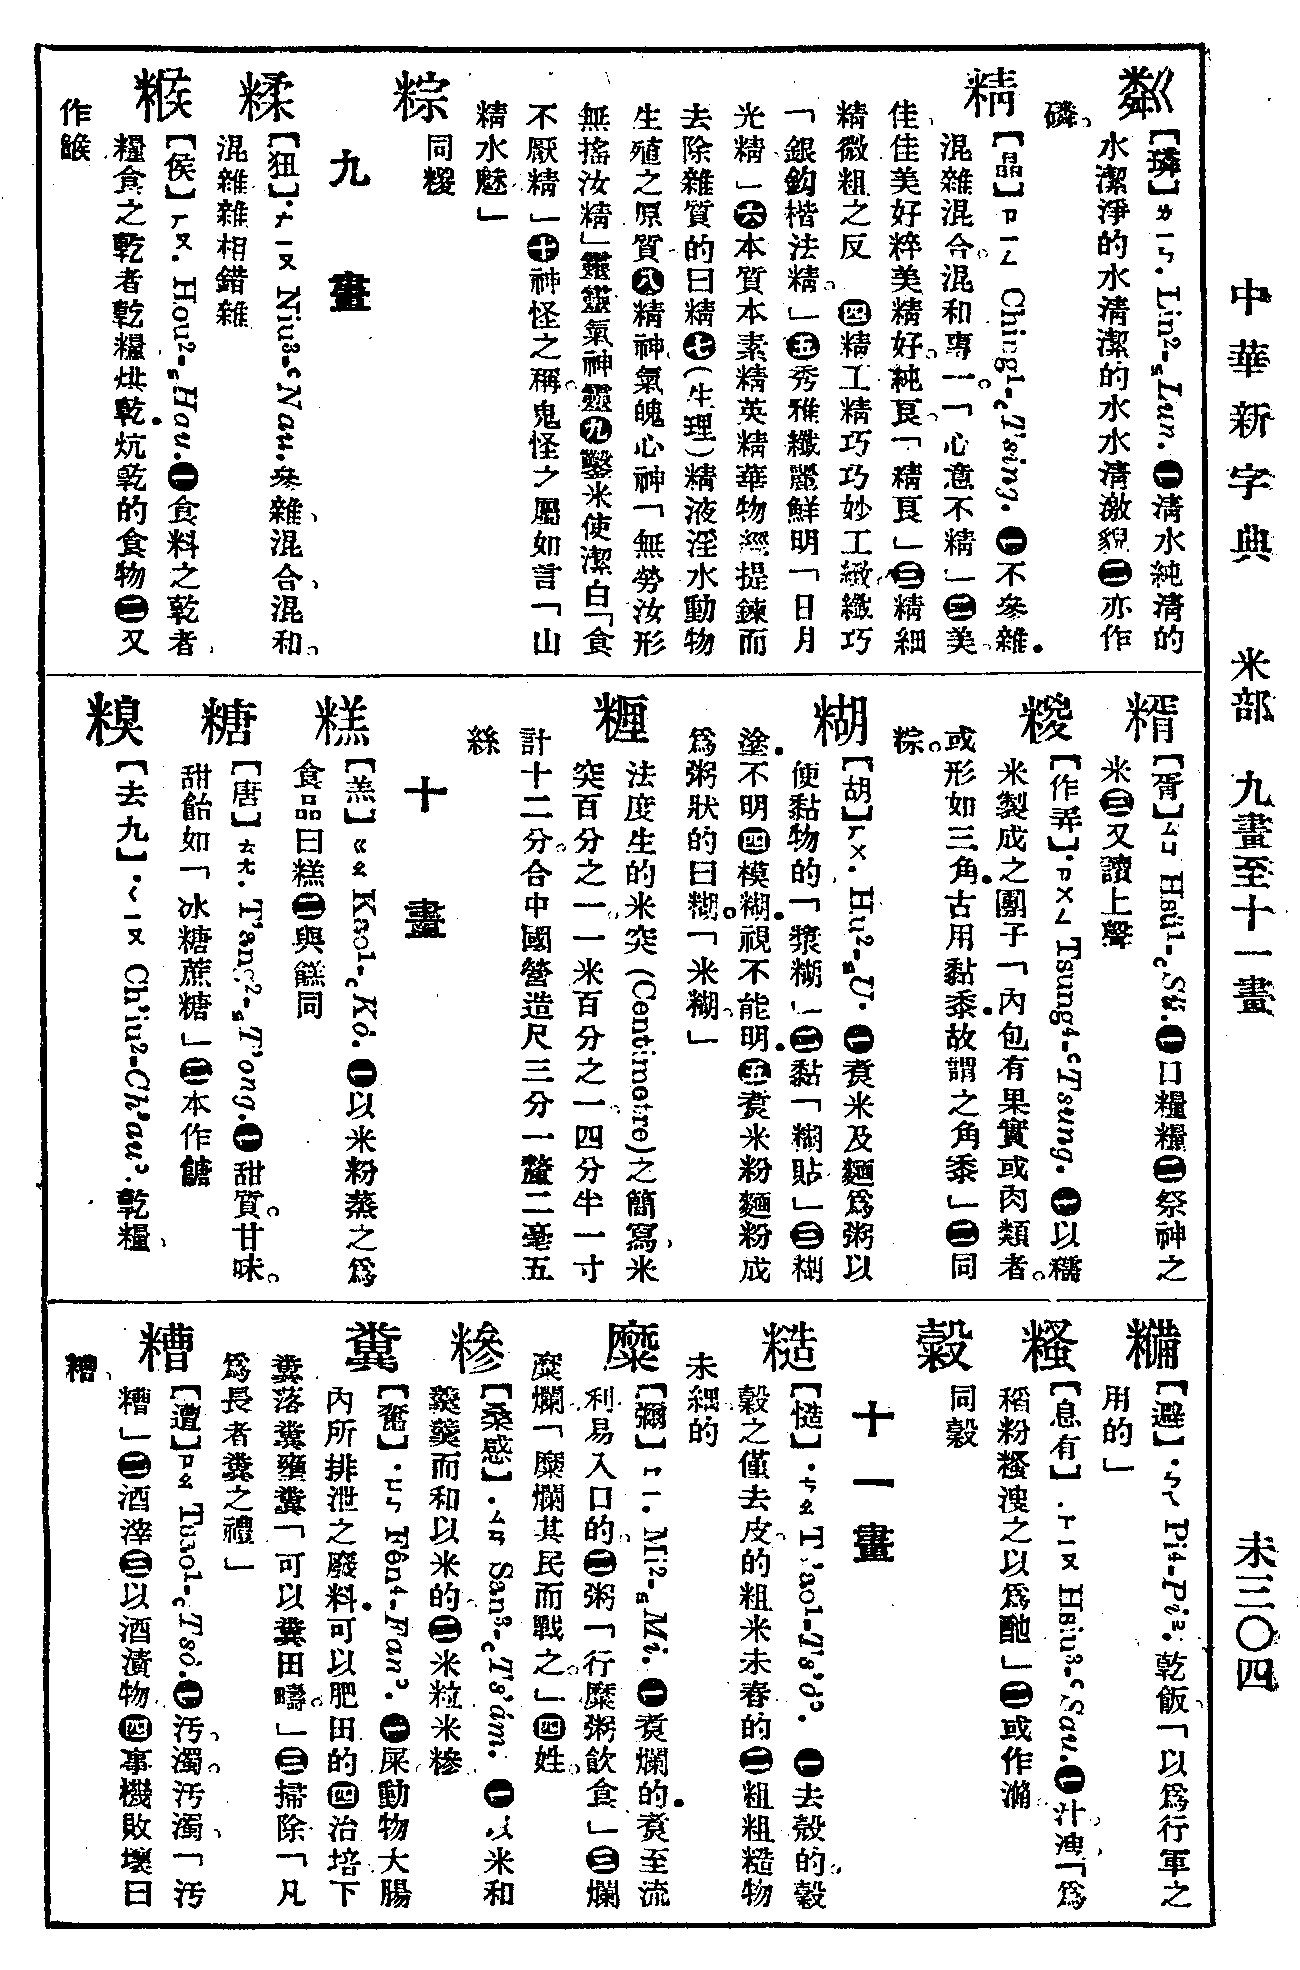 中華新字典　米部　九畫至十一畫　未三〇四
粼
【璘】ㄌㄧㄣ. Lin²-ₛLun. ㊀淸水純淸的
水潔淨的水淸潔的水水淸激貌㊁亦作
磷、
精
【晶】ㄗㄧㄥ Ching¹-꜀Tsing. ㊀不參雜.
混雜混合。混和專一。「心意不精」㊁美
佳、佳美好粹美精好。純良。「精良」㊂精細
精微粗之反　㊃精工精巧巧妙工緻、纖巧
「銀鈎楷法精。」㊄秀雅纖麗鮮明「日月
光精」㊅本質本素精英精華物經提鍊而
去除雜質的曰精㊆(生理)精液淫水動物
生殖之原質㊇精神、氣魄心神「無勞汝形
無搖汝精」靈靈氣神靈㊈鑿米使潔白「食
不厭精」㊉神怪之稱。鬼怪之屬如言「山
精水魅」
粽
同糉
九畫
糅
【狃】·ㄋㄧㄡ Niu³-꜂Nau. 參雜、混合、混和。
混雜雜相錯雜
糇
【侯】ㄏㄡ. Hou²-ₛHau. ㊀食料之乾者
糧食之乾者乾糧烘乾炕乾的食物㊁又
作餱
糈
【胥】ㄙㄩ Hsü¹-꜀Sü. ㊀口糧糧㊁祭神之
米㊂又讀上聲
糉
【作弄】·ㄗㄨㄥ Tsung⁴-꜂Tsung. ㊀以糯
米製成之團子「內包有果實或肉類者。
或形如三角.古用黏黍.故謂之角黍」㊁同
粽。
糊
【胡】ㄏㄨ. Hu²-ₛU. ㊀煮米及麵爲粥以
使黏物的「漿糊」㊁黏「糊貼」㊂糊
塗.不明㊃模糊.視不能明.㊄煮米粉麵粉成
爲粥狀的曰糊。「米糊。」
糎
法度生的米突(Centimetre)之簡寫、米
突百分之一。一米百分之一。四分半一寸
計十二分。合中國營造尺三分一釐二毫五
絲
十畫
糕
【羔】ㄍㄠ Kao¹-꜀Kó. ㊀以米粉蒸之爲
食品曰糕㊁與餻同
糖
【唐】ㄊㄤ. T'ang²-ₛT'ong. ㊀甜質。甘味。
甜飴如「冰糖蔗糖」㊁本作餹
糗
【去九】·ㄑㄧㄡ Ch'iu²-Ch'au꜄. 乾糧、
糒
【避】·ㄅㄟ Pi⁴-Pi꜄. 乾飯「以爲行軍之
用的」
糔
【息有】.ㄒㄧㄡ Hsiu³-꜂Sau. ㊀汁溲「爲
稻粉糔溲之以爲酏」㊁或作滫
糓
同穀
十一畫
糙
【慥】·ㄘㄠ T'ao¹-Ts'ó꜄. ㊀去殼的穀
穀之僅去皮的粗米未舂的㊁粗粗糙物
未細的
糜
【彌】ㄇㄧ. Mi²-ₛMi. ㊀煮爛的.煮至流
利易入口的㊁粥「行糜粥飮食」㊂爛
糜爛「糜爛其民而戰之。」㊃姓
糝
【桑感】.ㄙㄢ San³-꜀Ts'ám. ㊀以米和
羹羹而和以米的㊁米粒米糝
糞
【奮】·ㄈㄣ Fên⁴-Fan꜄. ㊀屎動物大腸
內所排泄之廢料.可以肥田的㊃治培下
糞落糞壅糞「可以糞田疇。」㊂掃除「凡
爲長者糞之禮」
糟
【遭】ㄗㄠ Tuao¹-꜀Tsó. ㊀汚濁。汚濁、「汚
糟」㊁酒滓㊂以酒漬物㊃事機敗壞曰
糟、